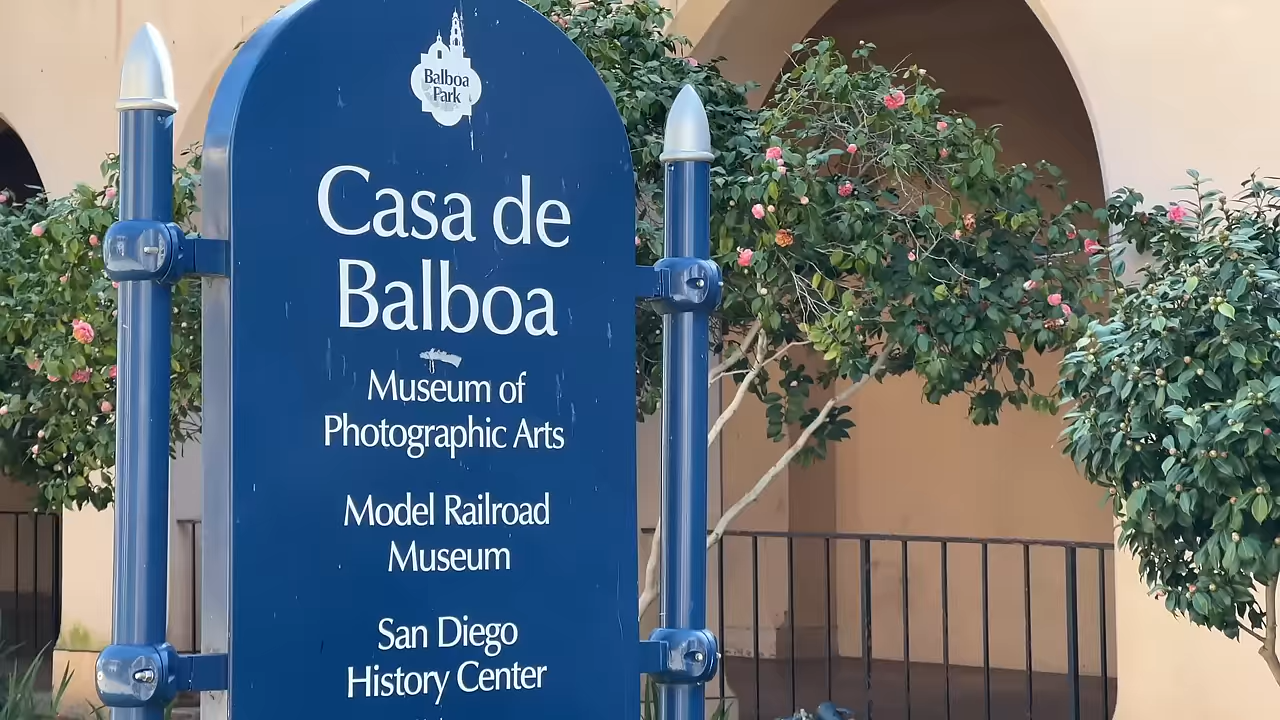 Balboa
Park
Casa de
Balboa
Museum of
Photographic Arts
Model Railroad
Museum
San Diego
History Center